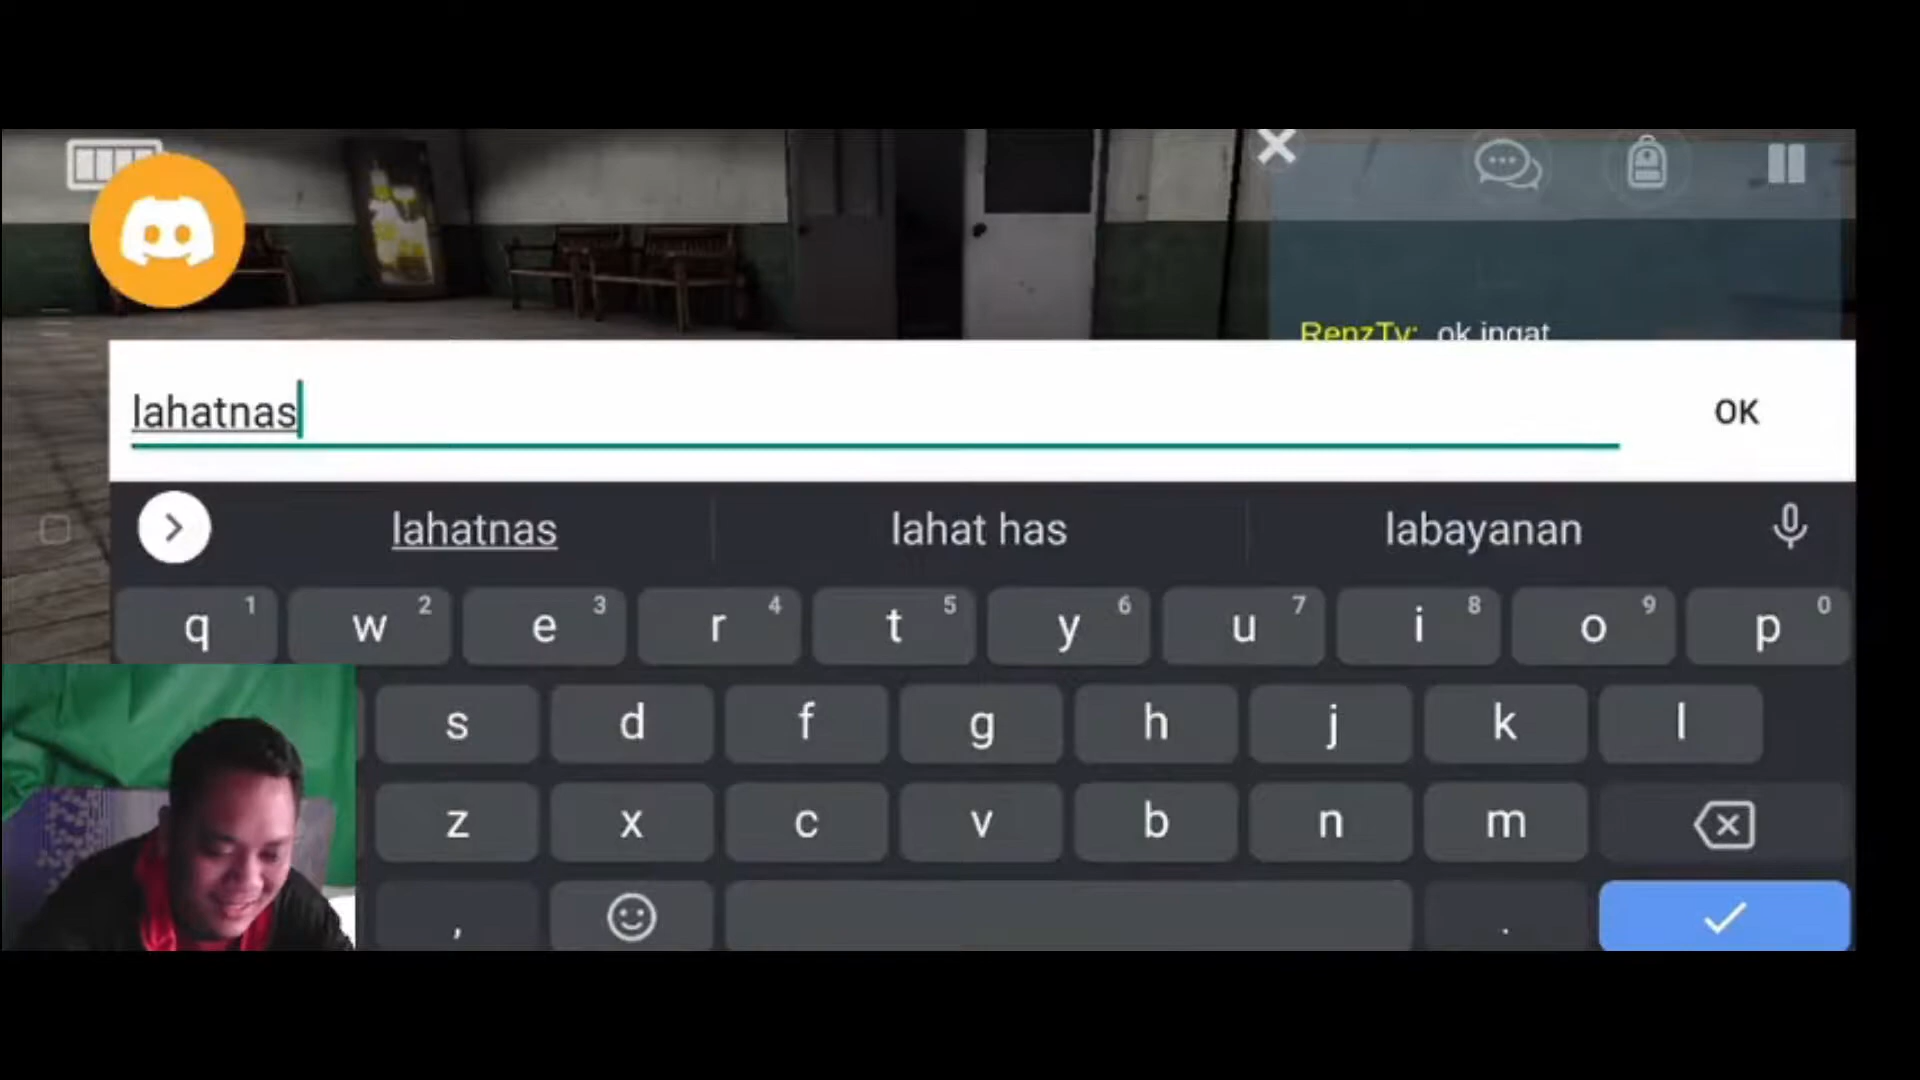 RenzTv: ok ingat
lahatnas
OK
lahatnas lahat has labayanan
q 1 w 2 e 3 r 4 t 5 y 6 u 7 i 8 o 9 p 0
s d f g h j k l
z x c v b n m
, .